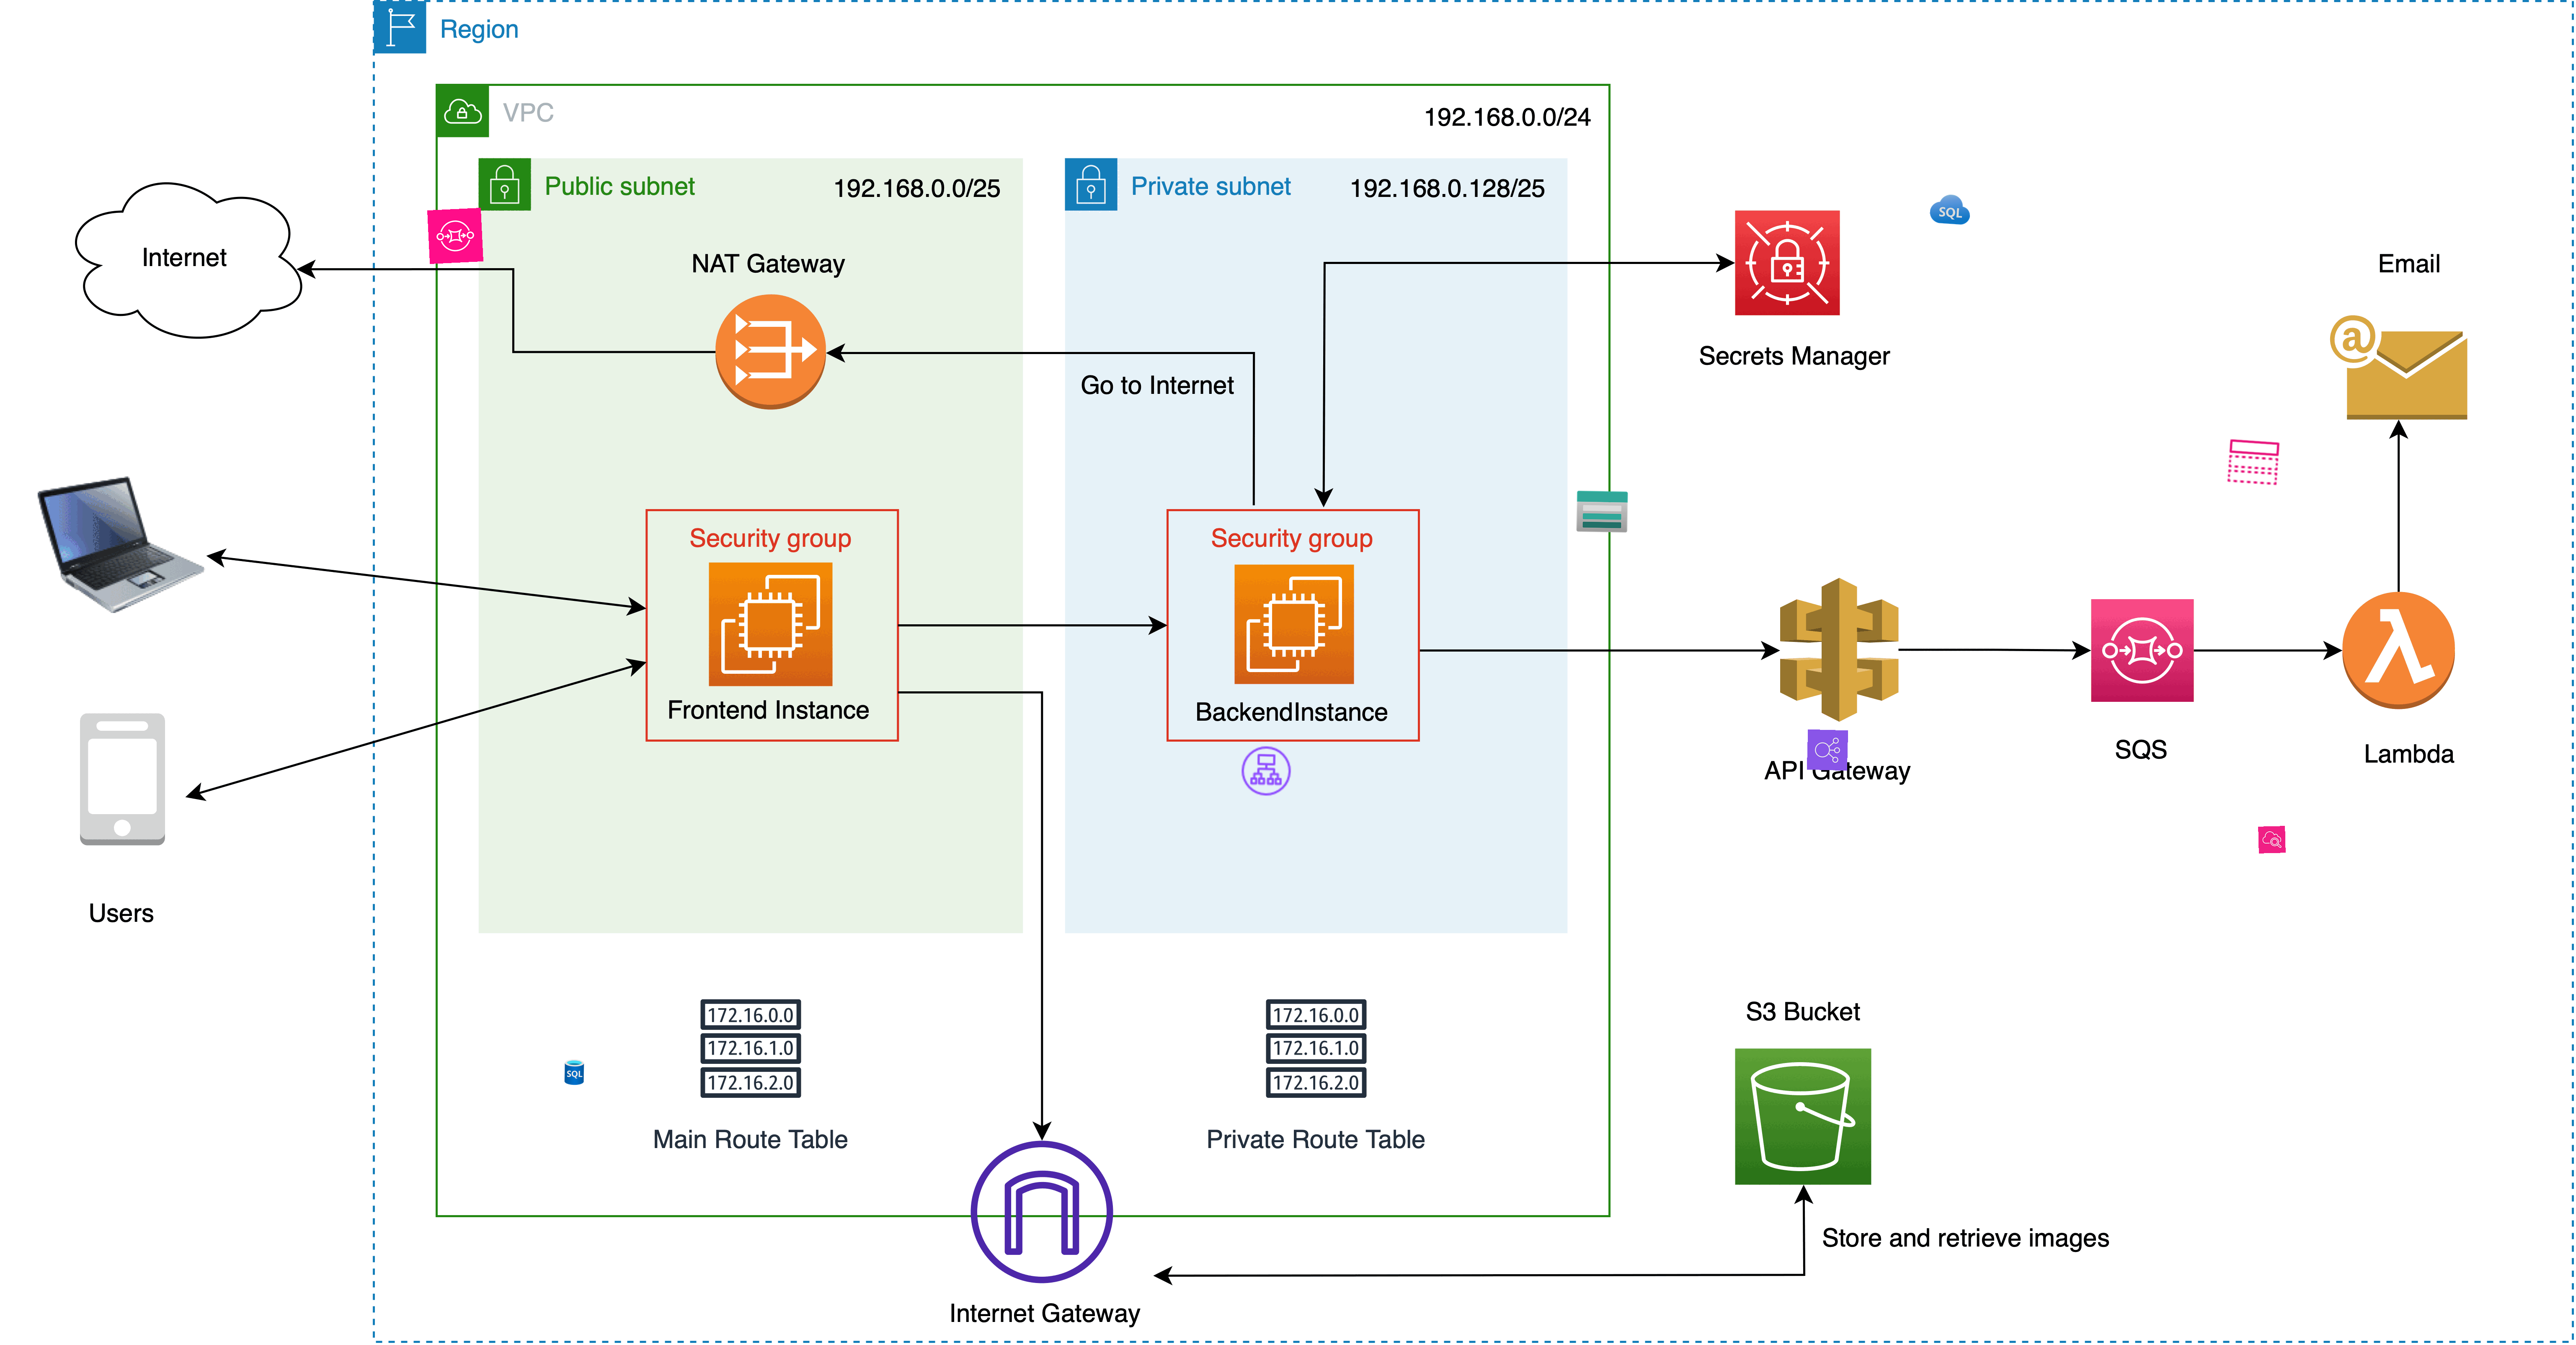 Region
VPC
192.168.0.0/24
Public subnet
192.168.0.0/25
Private subnet
192.168.0.128/25
SQL
Internet
NAT Gateway
Email
@
Secrets Manager
Go to Internet
Security group
Security group
Frontend Instance
BackendInstance
API Gateway
SQS
Lambda
Users
172.16.0.0
172.16.1.0
172.16.2.0
172.16.0.0
172.16.1.0
172.16.2.0
SQL
S3 Bucket
Main Route Table
Private Route Table
Store and retrieve images
Internet Gateway